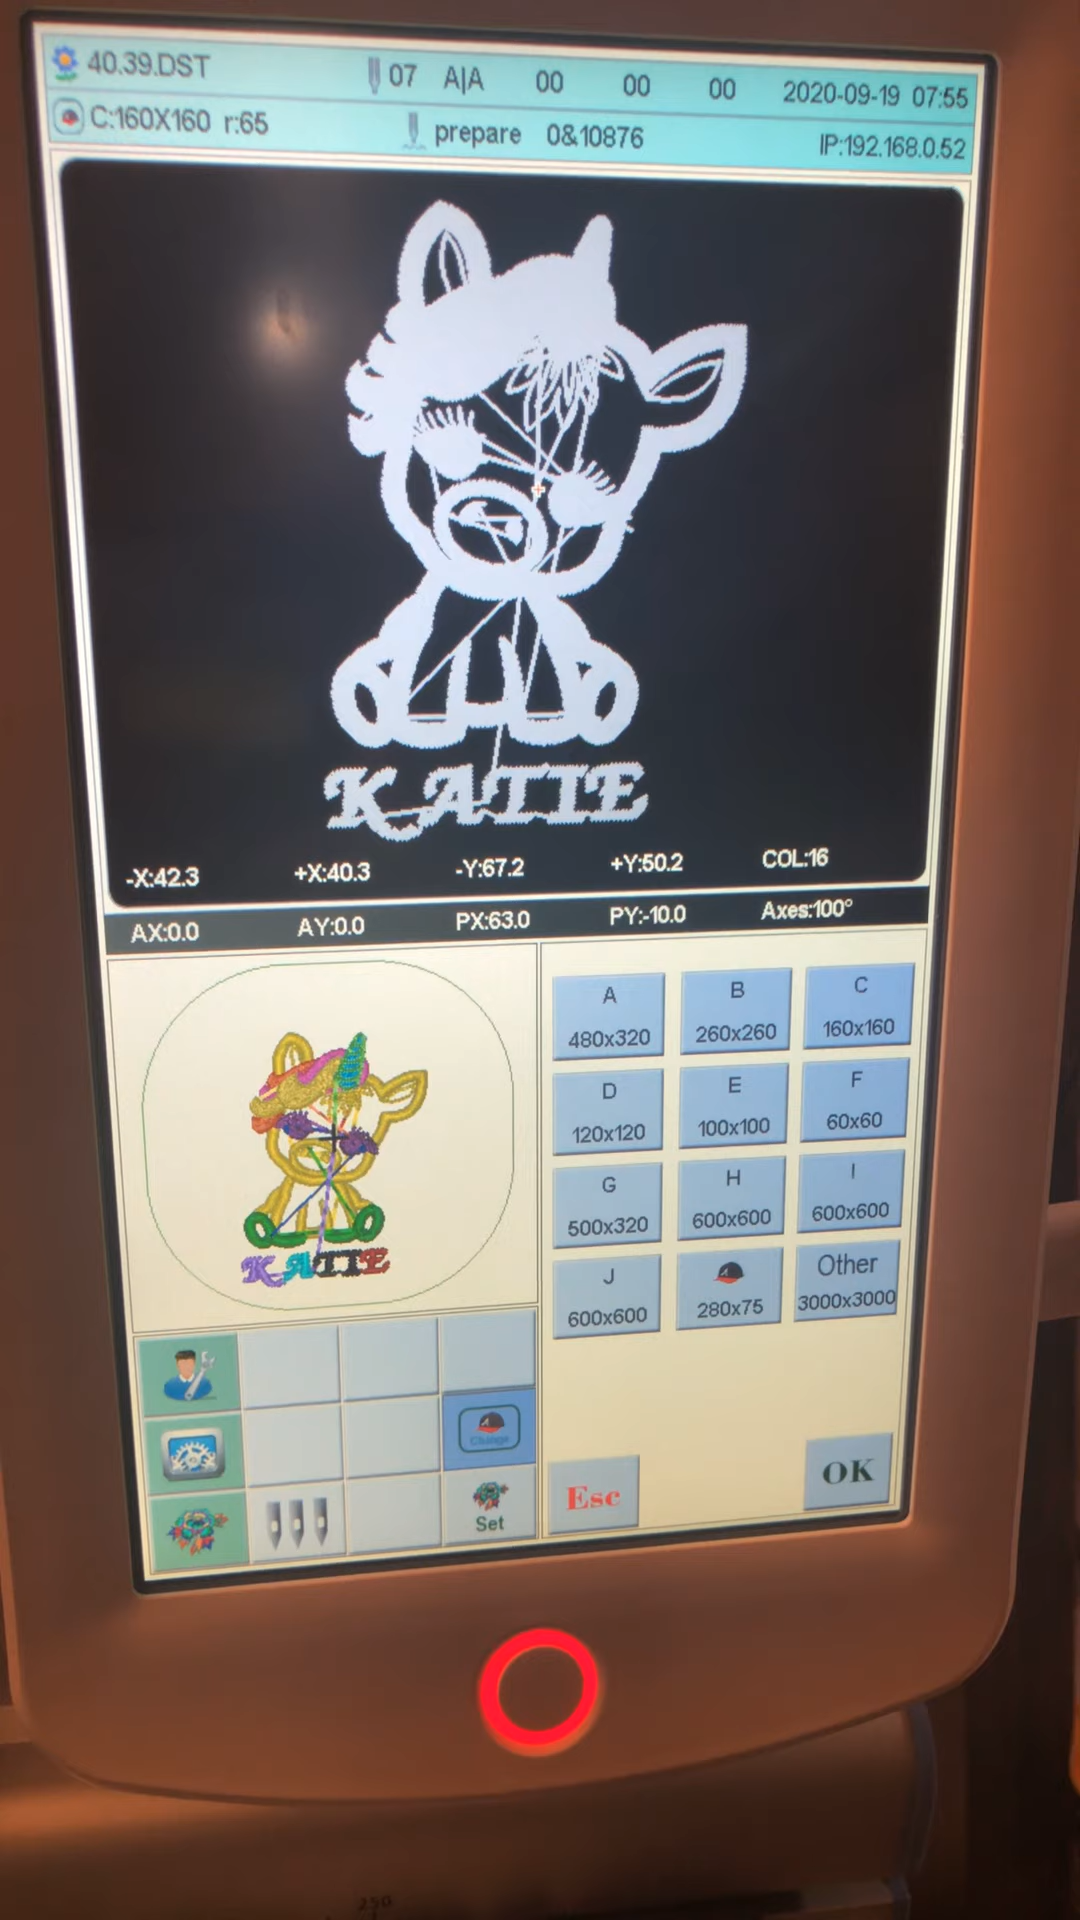 40.39.DST 07 A|A 00 00 00 2020-09-19 07:55
C:160X160 r:65 prepare 0&10876 IP:192.168.0.52
KATIE
-X:42.3 +X:40.3 -Y:67.2 +Y:50.2 COL:16
AX:0.0 AY:0.0 PX:63.0 PY:-10.0 Axes:100°
KATIE
A B C
480x320 260x260 160x160
D E F
120x120 100x100 60x60
G H I
500x320 600x600 600x600
J Other
600x600 280x75 3000x3000
Change
Set
Esc OK
250